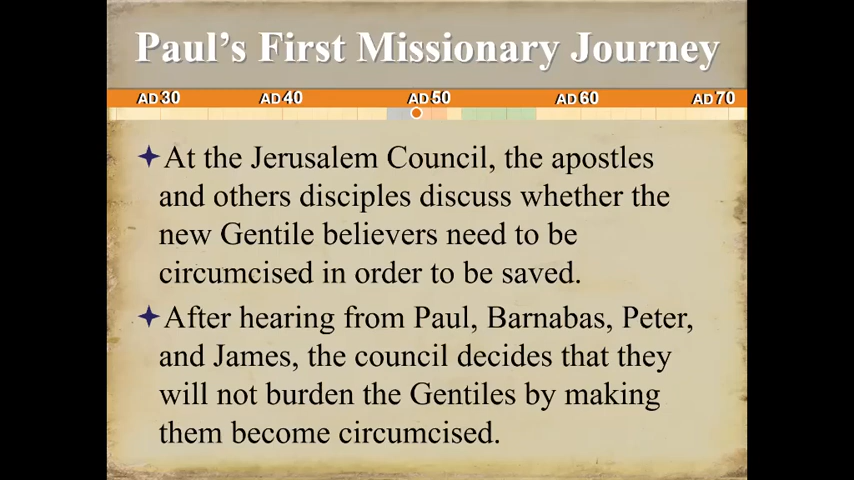 Paul's First Missionary Journey
AD 30 AD 40 AD 50 AD 60 AD 70
At the Jerusalem Council, the apostles
and others disciples discuss whether the
new Gentile believers need to be
circumcised in order to be saved.
After hearing from Paul, Barnabas, Peter,
and James, the council decides that they
will not burden the Gentiles by making
them become circumcised.